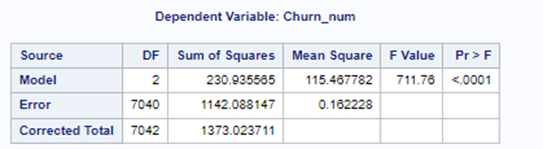 Dependent Variable: Churn_num
Source DF Sum of Squares Mean Square F Value Pr > F
Model 2 230.935565 115.467782 711.76 <.0001
Error 7040 1142.088147 0.162228
Corrected Total 7042 1373.023711